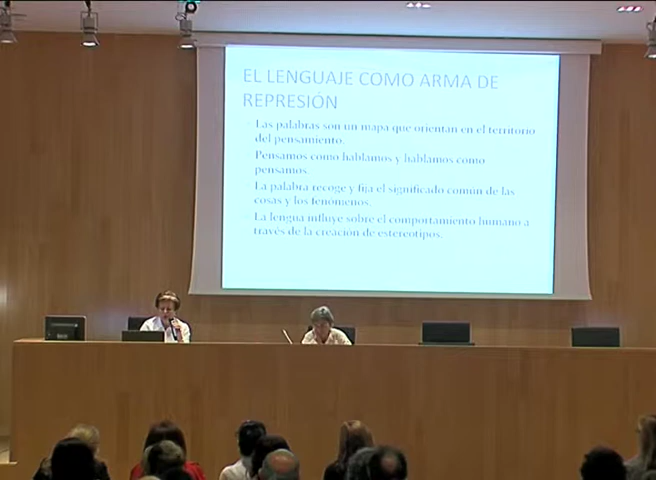 EL LENGUAJE COMO ARMA DE
REPRESIÓN
Las palabras son un mapa que orientan en el territorio
del pensamiento.
Pensamos como hablamos y hablamos como
pensamos.
La palabra recoge y fija el significado común de las
cosas y los fenómenos.
La lengua influye sobre el comportamiento humano a
través de la creación de estereotipos.